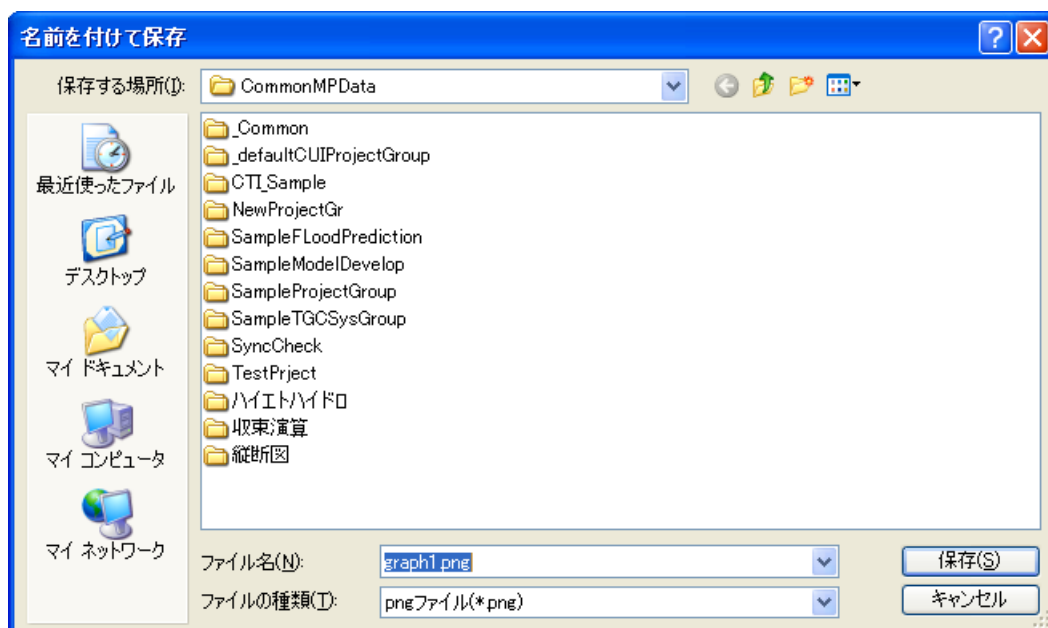 名前を付けて保存
保存する場所(I):
CommonMPData
最近使ったファイル
デスクトップ
マイ ドキュメント
マイ コンピュータ
マイ ネットワーク
_Common
_defaultCUIProjectGroup
CTI_Sample
NewProjectGr
SampleFLoodPrediction
SampleModelDevelop
SampleProjectGroup
SampleTGCSysGroup
SyncCheck
TestPrject
ハイエトハイドロ
収束演算
縦断図
ファイル名(N):
graph1.png
保存(S)
ファイルの種類(T):
pngファイル(*.png)
キャンセル